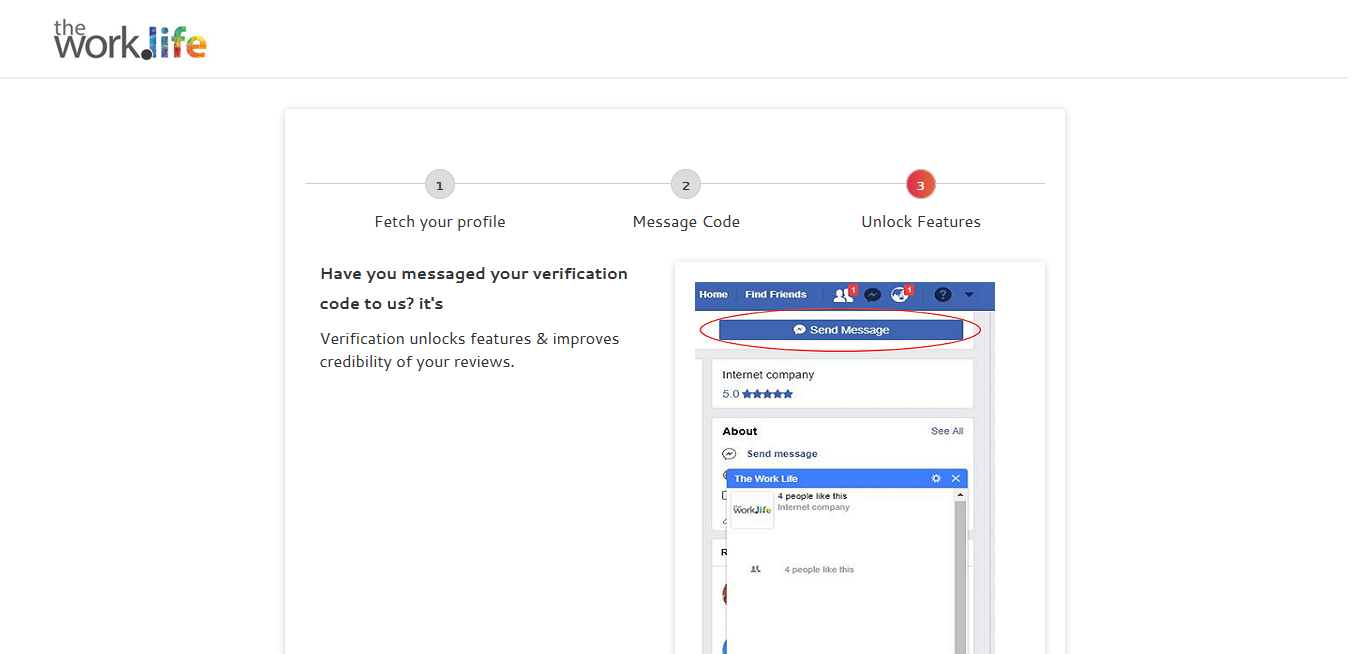 the
work.life
1
2
3
Fetch your profile
Message Code
Unlock Features
Have you messaged your verification
code to us? it's
Verification unlocks features & improves
credibility of your reviews.
Home
Find Friends
1
1
?
Send Message
Internet company
5.0
About
See All
Send message
The Work Life
4 people like this
Internet company
the
work.life
R
4 people like this